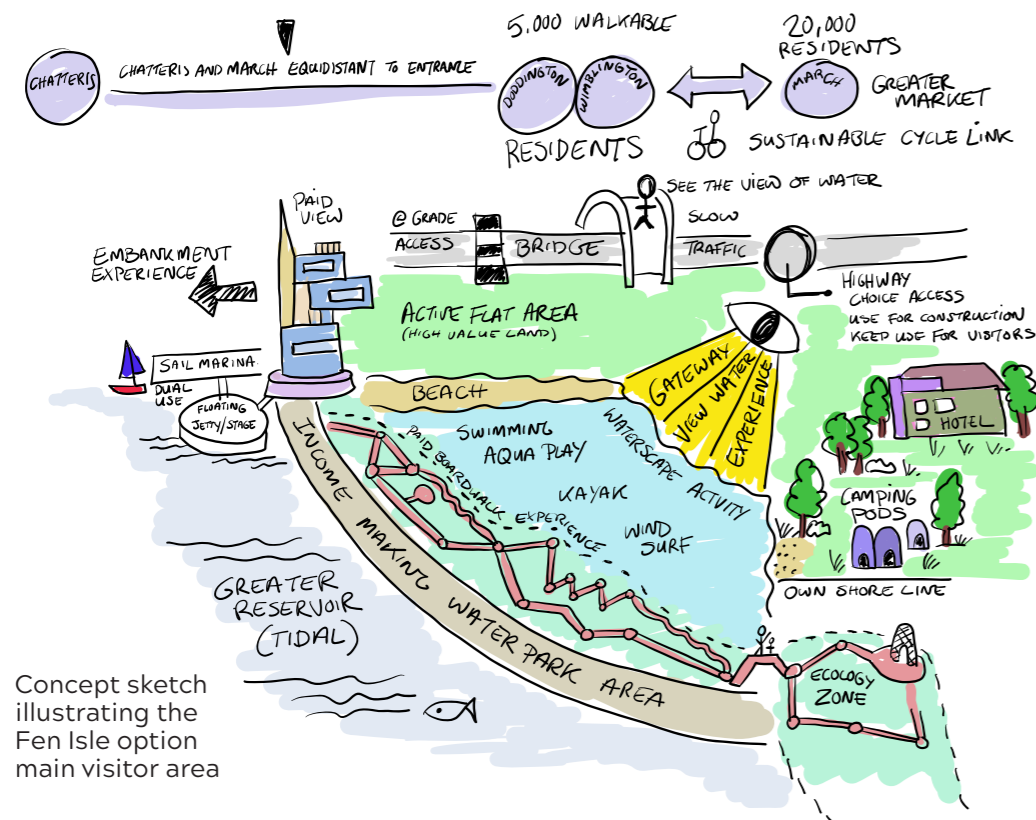 5,000 WALKABLE
20,000
RESIDENTS
CHATTERIS
CHATTERIS AND MARCH EQUIDISTANT TO ENTRANCE
DODDINGTON
WIMBLINGTON
MARCH
GREATER
MARKET
RESIDENTS
SUSTAINABLE CYCLE LINK
SEE THE VIEW OF WATER
PAID
VIEW
@ GRADE
ACCESS
BRIDGE
SLOW
TRAFFIC
EMBANKMENT
EXPERIENCE
HIGHWAY
CHOICE ACCESS
USE FOR CONSTRUCTION
KEEP USE FOR VISITORS
ACTIVE FLAT AREA
(HIGH VALUE LAND)
GATEWAY
VIEW WATER
EXPERIENCE
SAIL MARINA
DUAL
USE
FLOATING
JETTY/STAGE
BEACH
HOTEL
SWIMMING
AQUA PLAY
WATERSCAPE ACTIVITY
PAID BOARDWALK EXPERIENCE
KAYAK
WIND
SURF
CAMPING
PODS
OWN SHORE LINE
INCOME MAKING WATER PARK AREA
GREATER
RESERVOIR
(TIDAL)
ECOLOGY
ZONE
Concept sketch
illustrating the
Fen Isle option
main visitor area